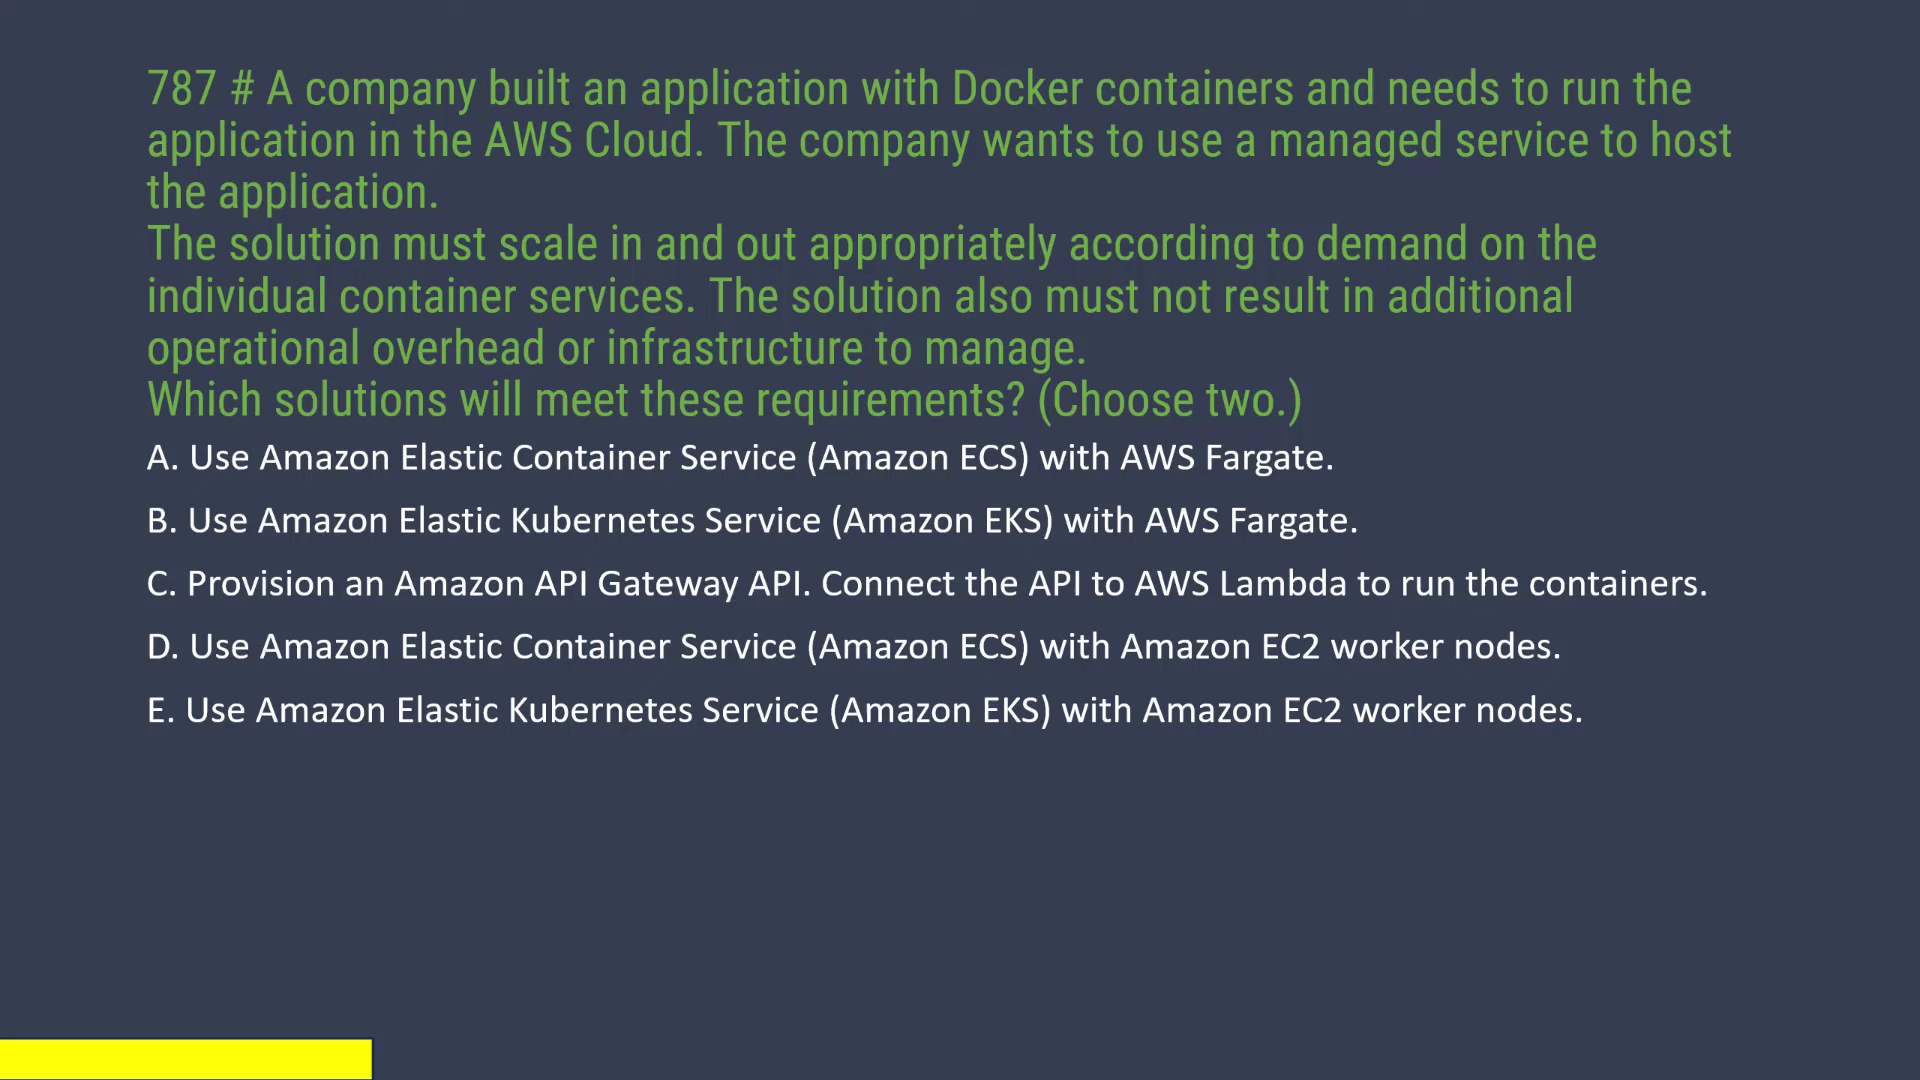 787 # A company built an application with Docker containers and needs to run the
application in the AWS Cloud. The company wants to use a managed service to host
the application.
The solution must scale in and out appropriately according to demand on the
individual container services. The solution also must not result in additional
operational overhead or infrastructure to manage.
Which solutions will meet these requirements? (Choose two.)
A. Use Amazon Elastic Container Service (Amazon ECS) with AWS Fargate.
B. Use Amazon Elastic Kubernetes Service (Amazon EKS) with AWS Fargate.
C. Provision an Amazon API Gateway API. Connect the API to AWS Lambda to run the containers.
D. Use Amazon Elastic Container Service (Amazon ECS) with Amazon EC2 worker nodes.
E. Use Amazon Elastic Kubernetes Service (Amazon EKS) with Amazon EC2 worker nodes.